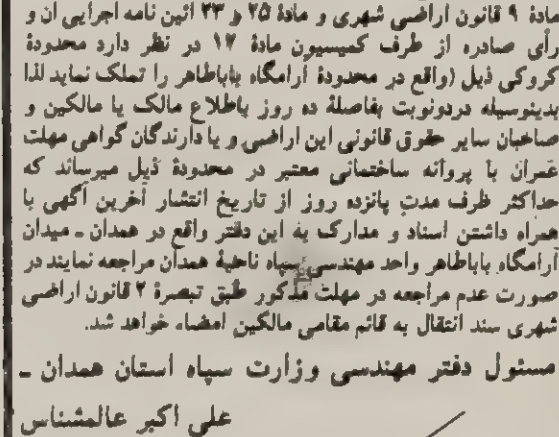 مادهٔ ۹ قانون اراضی شهری و مادهٔ ۲۵ و ۲۳ آئین نامه اجرایی آن و
رأی صادره از طرف کمیسیون مادهٔ ۱۲ در نظر دارد محدودهٔ
کروکی ذیل (واقع در محدودهٔ آرامگاه باباطاهر را تملک نماید لذا
بدینوسیله دردونوبت بفاصلهٔ ده روز باطلاع مالک یا مالکین و
صاحبان سایر حقوق قانونی این اراضی و یا دارندگان گواهی مهلت
عمران با پروانه ساختمانی معتبر در محدودهٔ ذیل میرساند که
حداکثر ظرف مدت پانزده روز از تاریخ انتشار آخرین آگهی با
همراه داشتن اسناد و مدارک به این دفتر واقع در همدان ـ میدان
آرامگاه باباطاهر واحد مهندسی سپاه ناحیهٔ همدان مراجعه نمایند در
صورت عدم مراجعه در مهلت مذکور طبق تبصرهٔ ۲ قانون اراضی
شهری سند انتقال به قائم مقامی مالکین امضاء خواهد شد.
مسئول دفتر مهندسی وزارت سپاه استان همدان ـ
علی اکبر عالمشناس